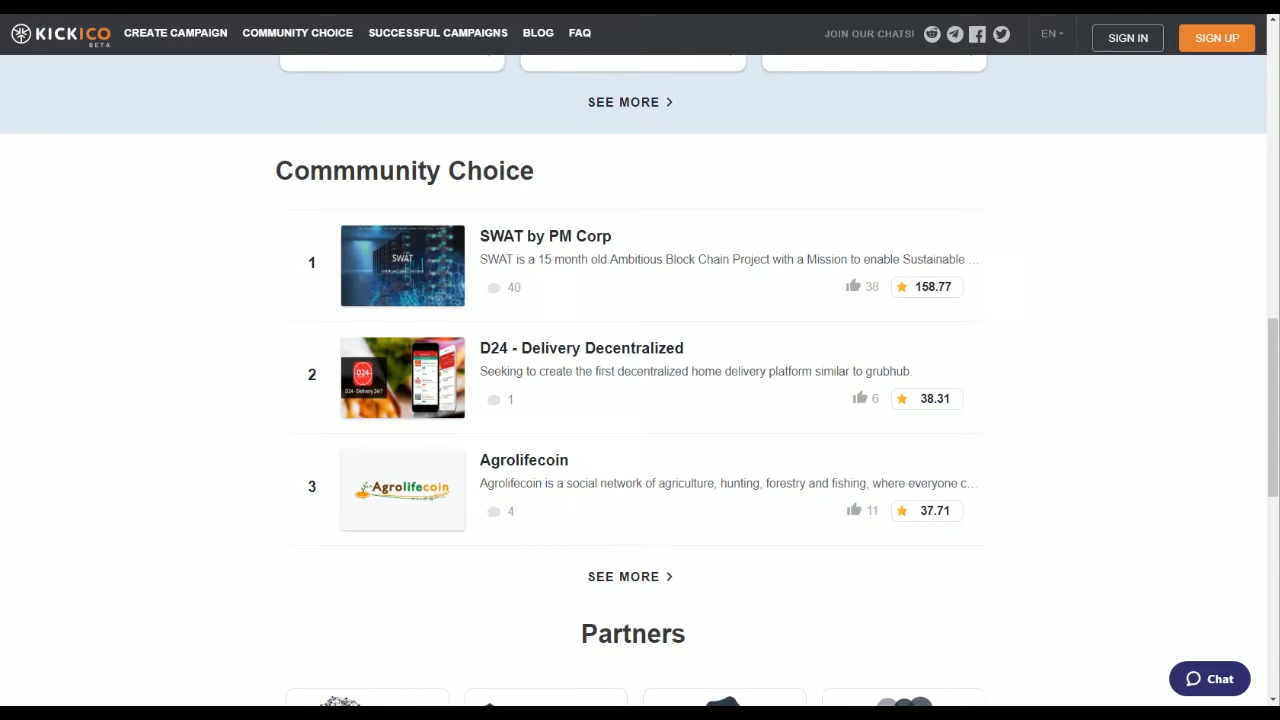 KICKICO
BETA
CREATE CAMPAIGN
COMMUNITY CHOICE
SUCCESSFUL CAMPAIGNS
BLOG
FAQ
JOIN OUR CHATS!
EN
SIGN IN
SIGN UP
SEE MORE
Commmunity Choice
1
SWAT
SWAT by PM Corp
SWAT is a 15 month old Ambitious Block Chain Project with a Mission to enable Sustainable ...
40
38
158.77
2
D24
D24 - Delivery 24/7
D24 - Delivery Decentralized
Seeking to create the first decentralized home delivery platform similar to grubhub.
1
6
38.31
3
Agrolifecoin
Agrolifecoin
Agrolifecoin is a social network of agriculture, hunting, forestry and fishing, where everyone c...
4
11
37.71
SEE MORE
Partners
Chat